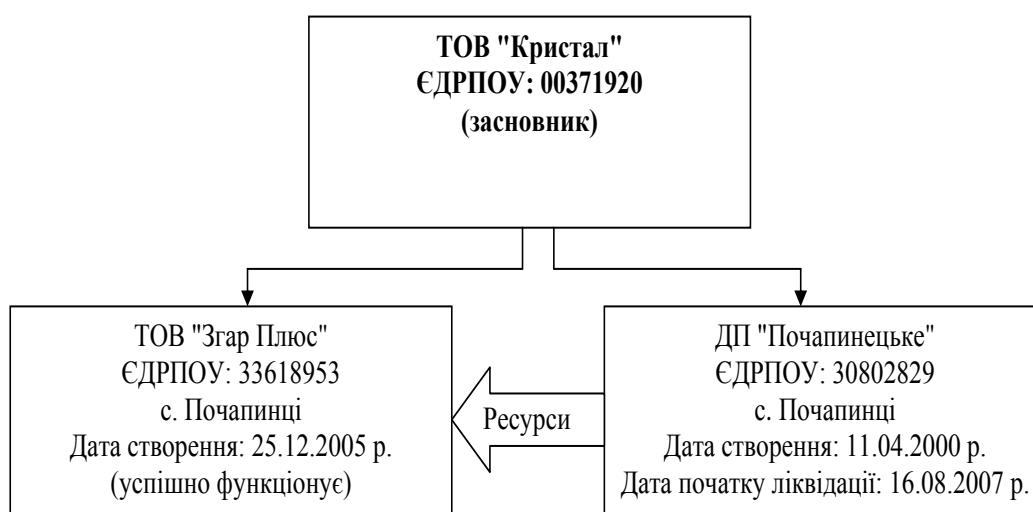 ТОВ "Кристал"
ЄДРПОУ: 00371920
(засновник)
ТОВ "Згар Плюс"
ЄДРПОУ: 33618953
с. Почапинці
Дата створення: 25.12.2005 р.
(успішно функціонує)
Ресурси
ДП "Почапинецьке"
ЄДРПОУ: 30802829
с. Почапинці
Дата створення: 11.04.2000 р.
Дата початку ліквідації: 16.08.2007 р.